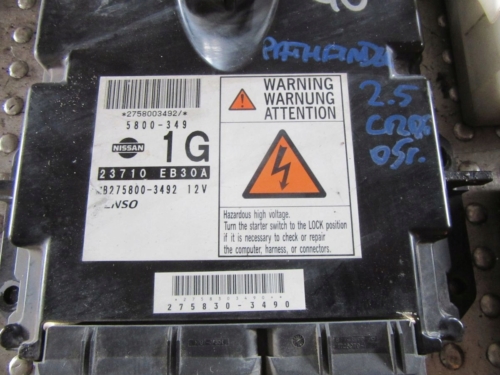 PATHFINDER
2.5
05r.
*2758003492/*
5800-349
NISSAN
1G
23710 EB30A
B275800-3492 12V
ENSO
WARNING
WARNUNG
ATTENTION
Hazardous high voltage.
Turn the starter switch to the LOCK position
if it is necessary to check or repair
the computer, harness, or connectors.
275830-3490